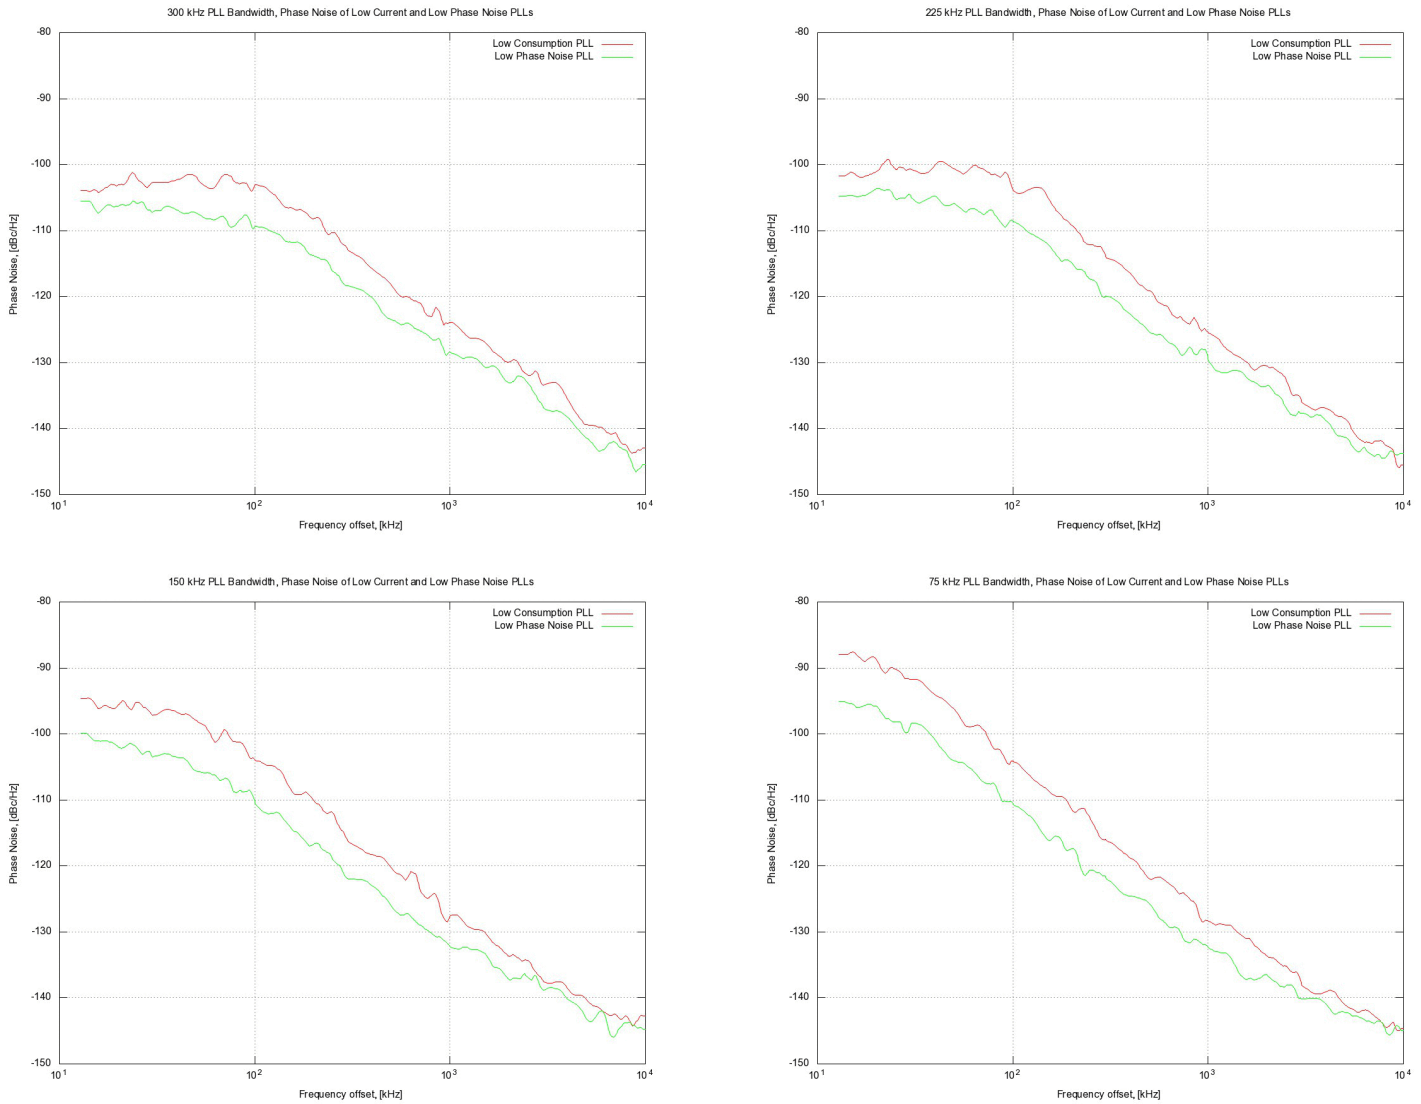 300 kHz PLL Bandwidth, Phase Noise of Low Current and Low Phase Noise PLLs
-80
-90
-100
-110
-120
-130
-140
-150
Phase Noise, [dBc/Hz]
Low Consumption PLL
Low Phase Noise PLL
10^1
10^2
10^3
10^4
Frequency offset, [kHz]
225 kHz PLL Bandwidth, Phase Noise of Low Current and Low Phase Noise PLLs
-80
-90
-100
-110
-120
-130
-140
-150
Phase Noise, [dBc/Hz]
Low Consumption PLL
Low Phase Noise PLL
10^1
10^2
10^3
10^4
Frequency offset, [kHz]
150 kHz PLL Bandwidth, Phase Noise of Low Current and Low Phase Noise PLLs
-80
-90
-100
-110
-120
-130
-140
-150
Phase Noise, [dBc/Hz]
Low Consumption PLL
Low Phase Noise PLL
10^1
10^2
10^3
10^4
Frequency offset, [kHz]
75 kHz PLL Bandwidth, Phase Noise of Low Current and Low Phase Noise PLLs
-80
-90
-100
-110
-120
-130
-140
-150
Phase Noise, [dBc/Hz]
Low Consumption PLL
Low Phase Noise PLL
10^1
10^2
10^3
10^4
Frequency offset, [kHz]